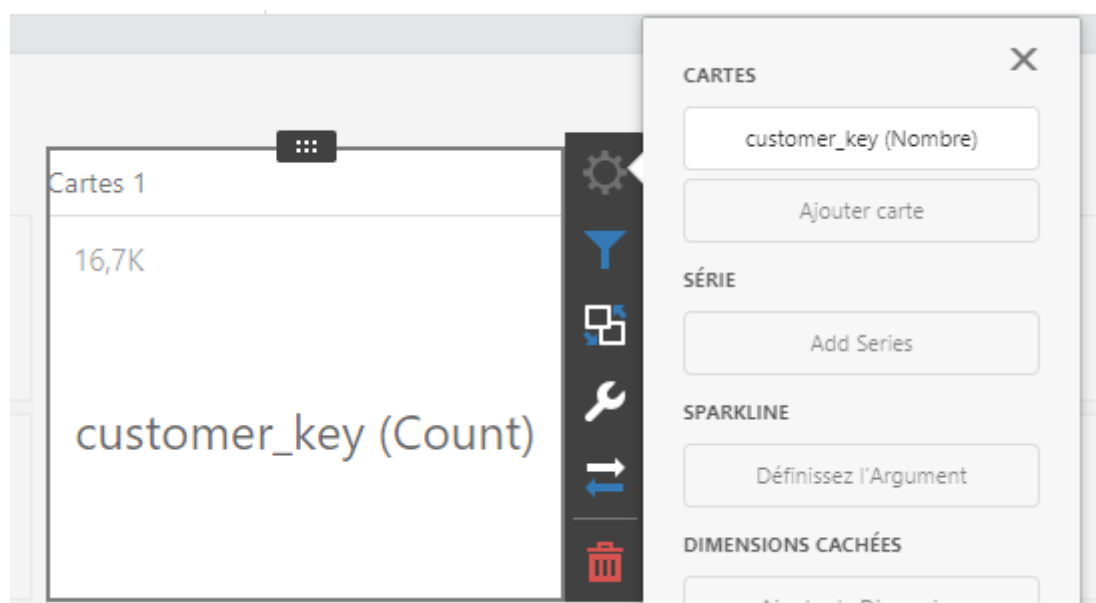 Cartes 1
16,7K
customer_key (Count)
CARTES
customer_key (Nombre)
Ajouter carte
SÉRIE
Add Series
SPARKLINE
Définissez l'Argument
DIMENSIONS CACHÉES